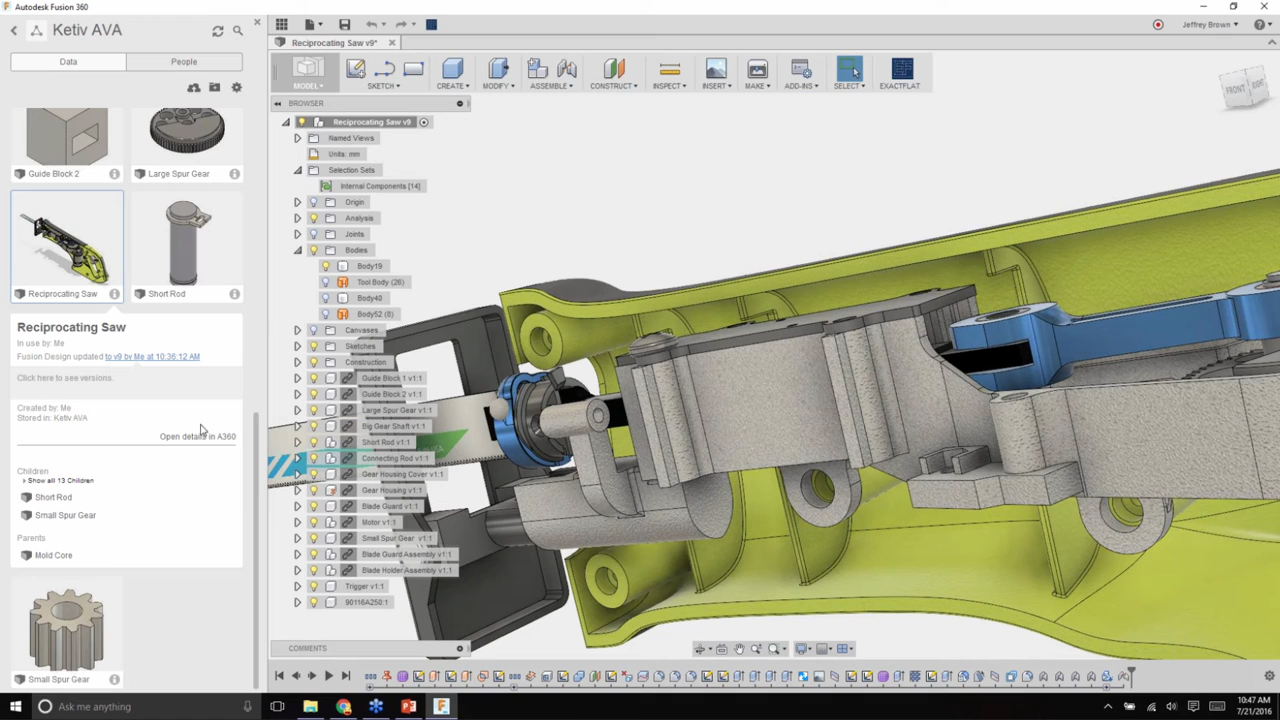 Autodesk Fusion 360
Ketiv AVA
Data
People
Guide Block 2
Large Spur Gear
Reciprocating Saw
Short Rod
Reciprocating Saw
In use by: Me
Fusion Design updated to v9 by Me at 10:36:12 AM
Click here to see versions.
Created by: Me
Stored in: Ketiv AVA
Open details in A360
Children
Show all 13 Children
Short Rod
Small Spur Gear
Parents
Mold Core
Small Spur Gear
Jeffrey Brown
Reciprocating Saw v9*
MODEL
SKETCH
CREATE
MODIFY
ASSEMBLE
CONSTRUCT
INSPECT
INSERT
MAKE
ADD-INS
SELECT
EXACTFLAT
FRONT
BROWSER
Reciprocating Saw v9
Named Views
Units: mm
Selection Sets
Internal Components [14]
Origin
Analysis
Joints
Bodies
Body19
Tool Body (26)
Body40
Body52 (8)
Canvases
Sketches
Construction
Guide Block 1 v1:1
Guide Block 2 v1:1
Large Spur Gear v1:1
Big Gear Shaft v1:1
Short Rod v1:1
Connecting Rod v1:1
Gear Housing Cover v1:1
Gear Housing v1:1
Blade Guard v1:1
Motor v1:1
Small Spur Gear v1:1
Blade Guard Assembly v1:1
Blade Holder Assembly v1:1
Trigger v1:1
90116A250:1
COMMENTS
Ask me anything
10:47 AM
7/21/2016